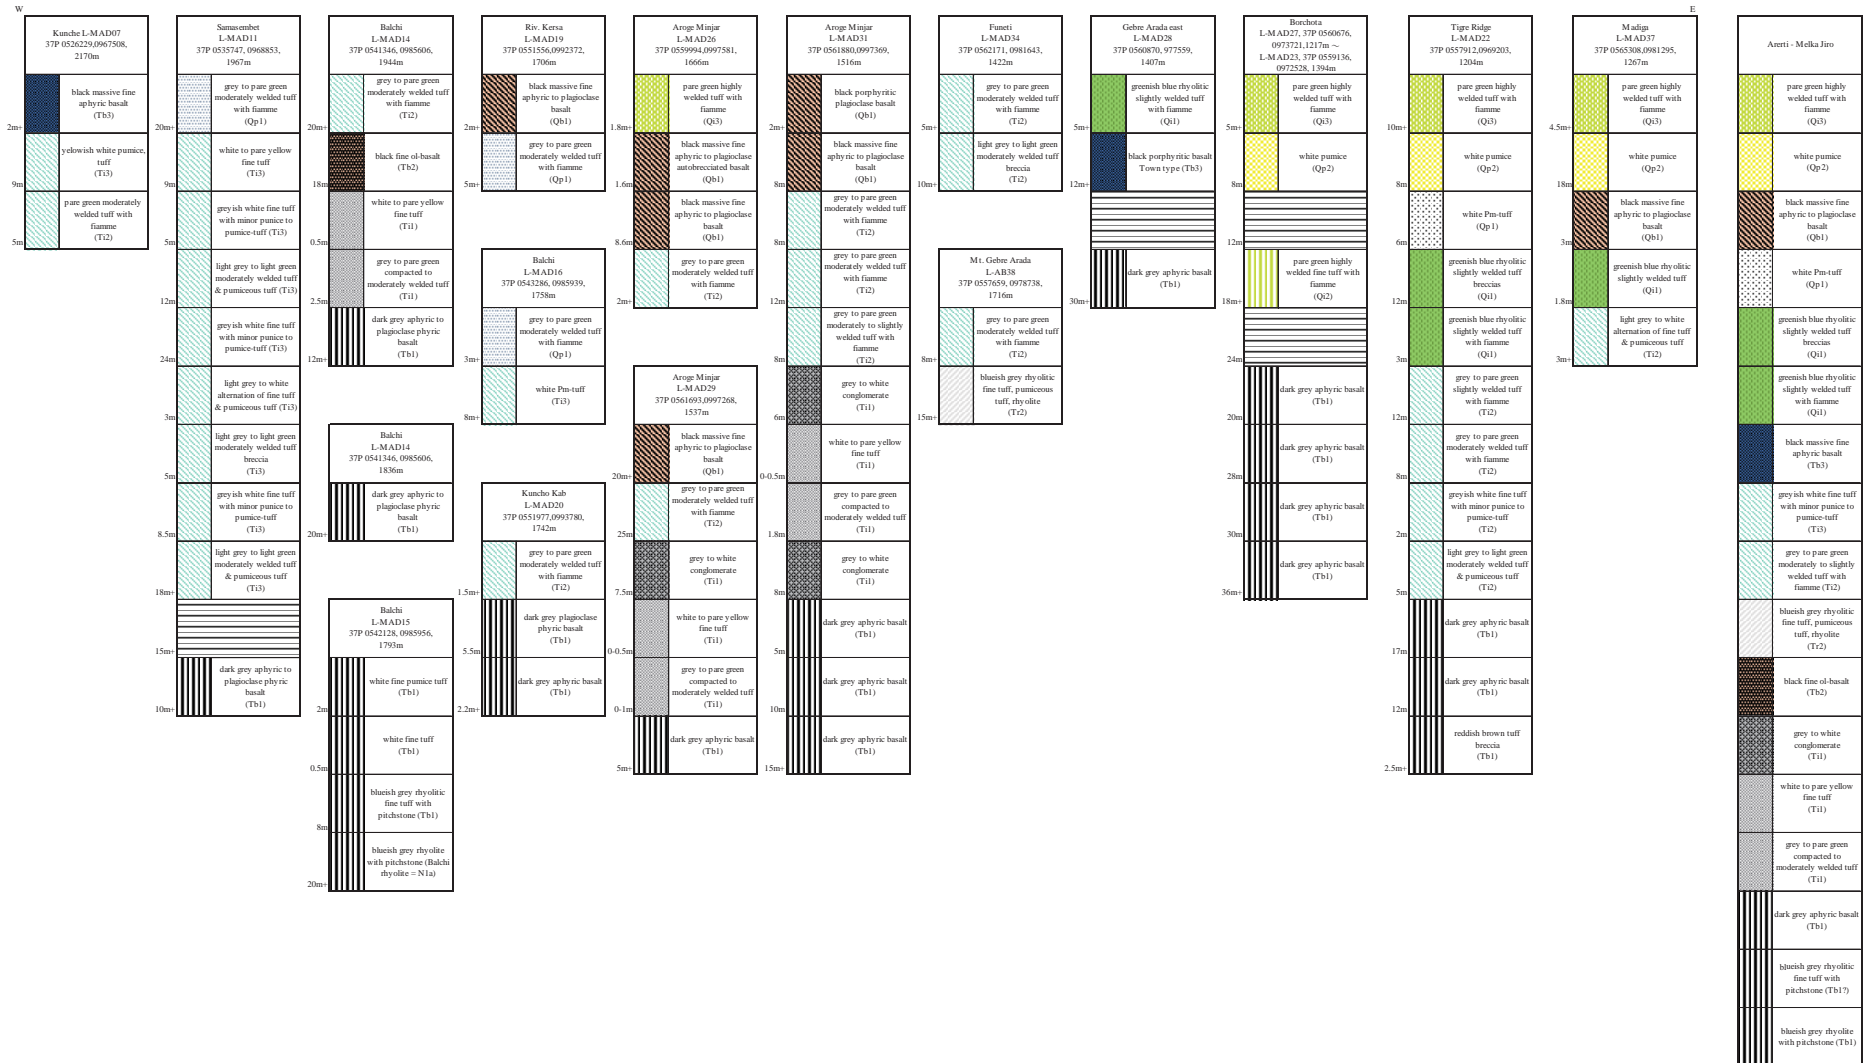 W
Kunche L-MAD07
37P 0526229,0967508,
2170m
black massive fine
aphyric basalt
(Tb3)
2m+
yelowish white pumice,
tuff
(Ti3)
9m
pare green moderately
welded tuff with
fiamme
(Ti2)
5m
Samasembet
L-MAD11
37P 0535747, 0968853,
1967m
grey to pare green
moderately welded tuff
with fiamme
(Qp1)
20m+
white to pare yellow
fine tuff
(Ti3)
9m
greyish white fine tuff
with minor punice to
pumice-tuff (Ti3)
5m
light grey to light green
moderately welded tuff
& pumiceous tuff (Ti3)
12m
greyish white fine tuff
with minor punice to
pumice-tuff (Ti3)
24m
light grey to white
alternation of fine tuff
& pumiceous tuff (Ti3)
3m
light grey to light green
moderately welded tuff
breccia
(Ti3)
5m
greyish white fine tuff
with minor punice to
pumice-tuff
(Ti3)
8.5m
light grey to light green
moderately welded tuff
& pumiceous tuff
(Ti3)
18m+
15m+
dark grey aphyric to
plagioclase phyric
basalt
(Tb1)
10m+
Balchi
L-MAD14
37P 0541346, 0985606,
1944m
grey to pare green
moderately welded tuff
with fiamme
(Ti2)
20m+
black fine ol-basalt
(Tb2)
18m
white to pare yellow
fine tuff
(Ti1)
0.5m
grey to pare green
compacted to
moderately welded tuff
(Ti1)
2.5m
dark grey aphyric to
plagioclase phyric
basalt
(Tb1)
12m+
Balchi
L-MAD14
37P 0541346, 0985606,
1836m
dark grey aphyric to
plagioclase phyric
basalt
(Tb1)
20m+
Balchi
L-MAD15
37P 0542128, 0985956,
1793m
white fine pumice tuff
(Tb1)
2m
white fine tuff
(Tb1)
0.5m
blueish grey rhyolitic
fine tuff with
pitchstone (Tb1)
8m
blueish grey rhyolite
with pitchstone (Balchi
rhyolite = N1a)
20m+
Riv. Kersa
L-MAD19
37P 0551556,0992372,
1706m
black massive fine
aphyric to plagioclase
basalt
(Qb1)
2m+
grey to pare green
moderately welded tuff
with fiamme
(Qp1)
5m+
Balchi
L-MAD16
37P 0543286, 0985939,
1758m
grey to pare green
moderately welded tuff
with fiamme
(Qp1)
3m+
white Pm-tuff
(Ti3)
8m+
Kuncho Kab
L-MAD20
37P 0551977,0993780,
1742m
grey to pare green
moderately welded tuff
with fiamme
(Ti2)
1.5m+
dark grey plagioclase
phyric basalt
(Tb1)
5.5m
dark grey aphyric basalt
(Tb1)
2.2m+
Aroge Minjar
L-MAD26
37P 0559994,0997581,
1666m
pare green highly
welded tuff with
fiamme
(Qi3)
1.8m+
black massive fine
aphyric to plagioclase
autobrecciated basalt
(Qb1)
1.6m
black massive fine
aphyric to plagioclase
basalt
(Qb1)
8.6m
grey to pare green
moderately welded tuff
with fiamme
(Ti2)
2m+
Aroge Minjar
L-MAD29
37P 0561693,0997268,
1537m
black massive fine
aphyric to plagioclase
basalt
(Qb1)
20m+
grey to pare green
moderately welded tuff
with fiamme
(Ti2)
25m
grey to white
conglomerate
(Ti1)
7.5m
white to pare yellow
fine tuff
(Ti1)
0-0.5m
grey to pare green
compacted to
moderately welded tuff
(Ti1)
0-1m
dark grey aphyric basalt
(Tb1)
5m+
Aroge Minjar
L-MAD31
37P 0561880,0997369,
1516m
black porphyritic
plagioclase basalt
(Qb1)
2m+
black massive fine
aphyric to plagioclase
basalt
(Qb1)
8m
grey to pare green
moderately welded tuff
with fiamme
(Ti2)
8m
grey to pare green
moderately welded tuff
with fiamme
(Ti2)
12m
grey to pare green
moderately to slightly
welded tuff with
fiamme
(Ti2)
8m
grey to white
conglomerate
(Ti1)
6m
white to pare yellow
fine tuff
(Ti1)
0-0.5m
grey to pare green
compacted to
moderately welded tuff
(Ti1)
1.8m
grey to white
conglomerate
(Ti1)
8m
dark grey aphyric basalt
(Tb1)
5m
dark grey aphyric basalt
(Tb1)
10m
dark grey aphyric basalt
(Tb1)
15m+
Funeti
L-MAD34
37P 0562171, 0981643,
1422m
grey to pare green
moderately welded tuff
with fiamme
(Ti2)
5m+
light grey to light green
moderately welded tuff
breccia
(Ti2)
10m+
Mt. Gebre Arada
L-AB38
37P 0557659, 0978738,
1716m
grey to pare green
moderately welded tuff
with fiamme
(Ti2)
8m+
blueish grey rhyolitic
fine tuff, pumiceous
tuff, rhyolite
(Tr2)
15m+
Gebre Arada east
L-MAD28
37P 0560870, 977559,
1407m
greenish blue rhyolitic
slightly welded tuff
with fiamme
(Qi1)
5m+
black porphyritic basalt
Town type (Tb3)
12m+
dark grey aphyric basalt
(Tb1)
30m+
Borchota
L-MAD27, 37P 0560676,
0973721,1217m ～
L-MAD23, 37P 0559136,
0972528, 1394m
pare green highly
welded tuff with
fiamme
(Qi3)
5m+
white pumice
(Qp2)
8m
12m
pare green highly
welded fine tuff with
fiamme
(Qi2)
18m+
24m
dark grey aphyric basalt
(Tb1)
20m
dark grey aphyric basalt
(Tb1)
28m
dark grey aphyric basalt
(Tb1)
30m
dark grey aphyric basalt
(Tb1)
36m+
Tigre Ridge
L-MAD22
37P 0557912,0969203,
1204m
pare green highly
welded tuff with
fiamme
(Qi3)
10m+
white pumice
(Qp2)
8m
white Pm-tuff
(Qp1)
6m
greenish blue rhyolitic
slightly welded tuff
breccias
(Qi1)
12m
greenish blue rhyolitic
slightly welded tuff
with fiamme
(Qi1)
3m
grey to pare green
slightly welded tuff
with fiamme
(Ti2)
12m
grey to pare green
moderately welded tuff
with fiamme
(Ti2)
8m
greyish white fine tuff
with minor punice to
pumice-tuff
(Ti2)
2m
light grey to light green
moderately welded tuff
& pumiceous tuff
(Ti2)
5m
dark grey aphyric basalt
(Tb1)
17m
dark grey aphyric basalt
(Tb1)
12m
reddish brown tuff
breccia
(Tb1)
2.5m+
E
Madiga
L-MAD37
37P 0565308,0981295,
1267m
pare green highly
welded tuff with
fiamme
(Qi3)
4.5m+
white pumice
(Qp2)
18m
black massive fine
aphyric to plagioclase
basalt
(Qb1)
3m
greenish blue rhyolitic
slightly welded tuff
(Qi1)
1.8m
light grey to white
alternation of fine tuff
& pumiceous tuff
(Ti2)
3m+
Arerti - Melka Jiro
pare green highly
welded tuff with
fiamme
(Qi3)
white pumice
(Qp2)
black massive fine
aphyric to plagioclase
basalt
(Qb1)
white Pm-tuff
(Qp1)
greenish blue rhyolitic
slightly welded tuff
breccias
(Qi1)
greenish blue rhyolitic
slightly welded tuff
with fiamme
(Qi1)
black massive fine
aphyric basalt
(Tb3)
greyish white fine tuff
with minor punice to
pumice-tuff
(Ti3)
grey to pare green
moderately to slightly
welded tuff with
fiamme (Ti2)
blueish grey rhyolitic
fine tuff, pumiceous
tuff, rhyolite
(Tr2)
black fine ol-basalt
(Tb2)
grey to white
conglomerate
(Ti1)
white to pare yellow
fine tuff
(Ti1)
grey to pare green
compacted to
moderately welded tuff
(Ti1)
dark grey aphyric basalt
(Tb1)
blueish grey rhyolitic
fine tuff with
pitchstone (Tb1?)
blueish grey rhyolite
with pitchstone (Tb1)